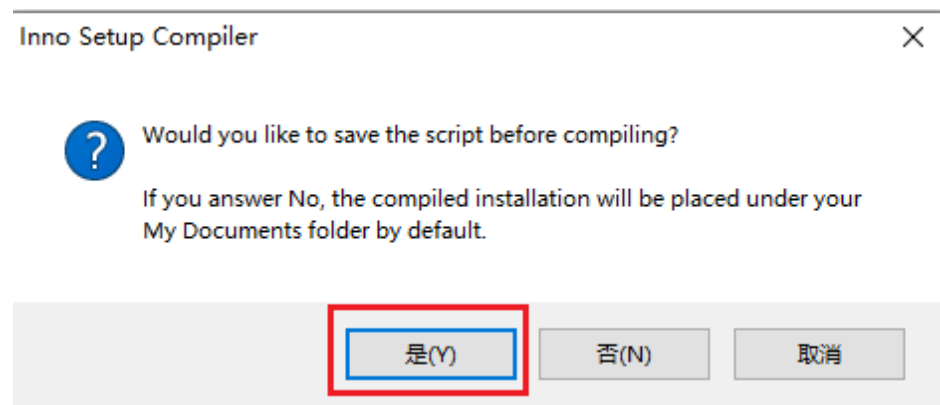 Inno Setup Compiler
Would you like to save the script before compiling?
If you answer No, the compiled installation will be placed under your
My Documents folder by default.
是(Y) 否(N) 取消